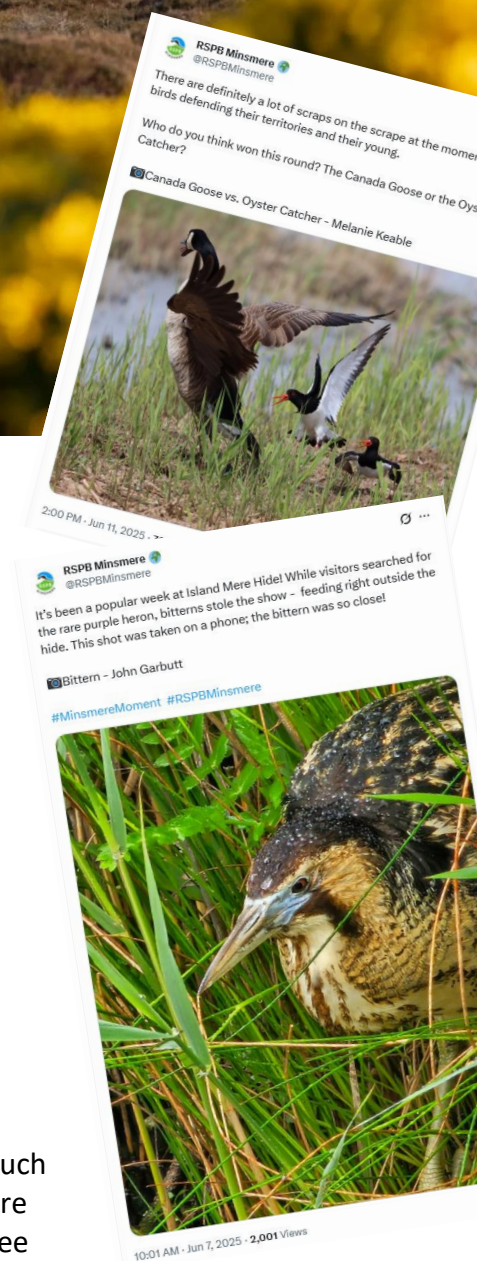 RSPB Minsmere
@RSPBMinsmere
There are definitely a lot of scraps on the scrape at the
birds defending their territories and their young.
Who do you think won this round? The Canada Goose or the
Catcher?
Canada Goose vs. Oyster Catcher - Melanie Keable
2:00 PM · Jun 11, 2025 ·
RSPB Minsmere
@RSPBMinsmere
It's been a popular week at Island Mere Hide! While visitors searched for
the rare purple heron, bitterns stole the show - feeding right outside the
hide. This shot was taken on a phone; the bittern was so close!
Bittern - John Garbutt
#MinsmereMoment #RSPBMinsmere
10:01 AM · Jun 7, 2025 · 2,001 Views